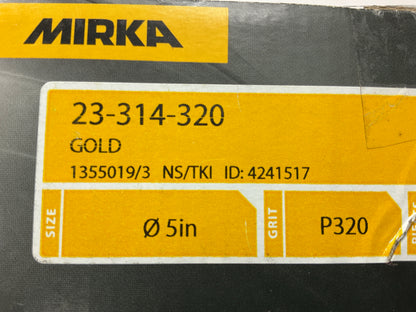 MIRKA
23-314-320
GOLD
1355019/3 NS/TKI ID: 4241517
SIZE
Ø 5in
GRIT
P320